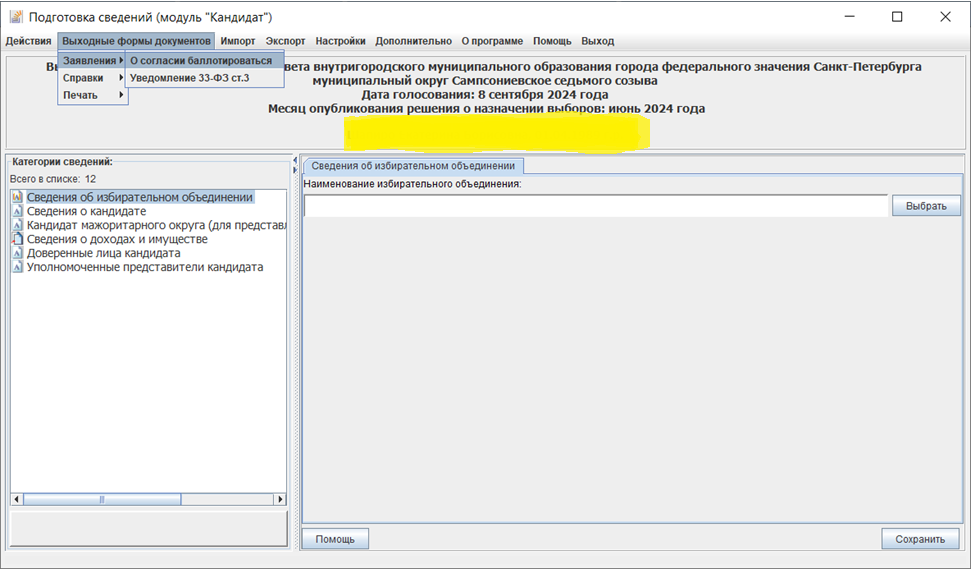 Подготовка сведений (модуль "Кандидат")
Действия Выходные формы документов Импорт Экспорт Настройки Дополнительно О программе Помощь Выход
Заявления О согласии баллотироваться
Справки Уведомление 33-ФЗ ст.3
Печать
вета внутригородского муниципального образования города федерального значения Санкт-Петербурга
муниципальный округ Сампсониевское седьмого созыва
Дата голосования: 8 сентября 2024 года
Месяц опубликования решения о назначении выборов: июнь 2024 года
Категории сведений:
Всего в списке: 12
Сведения об избирательном объединении
Сведения о кандидате
Кандидат мажоритарного округа (для представл
Сведения о доходах и имуществе
Доверенные лица кандидата
Уполномоченные представители кандидата
Сведения об избирательном объединении
Наименование избирательного объединения:
Выбрать
Помощь
Сохранить